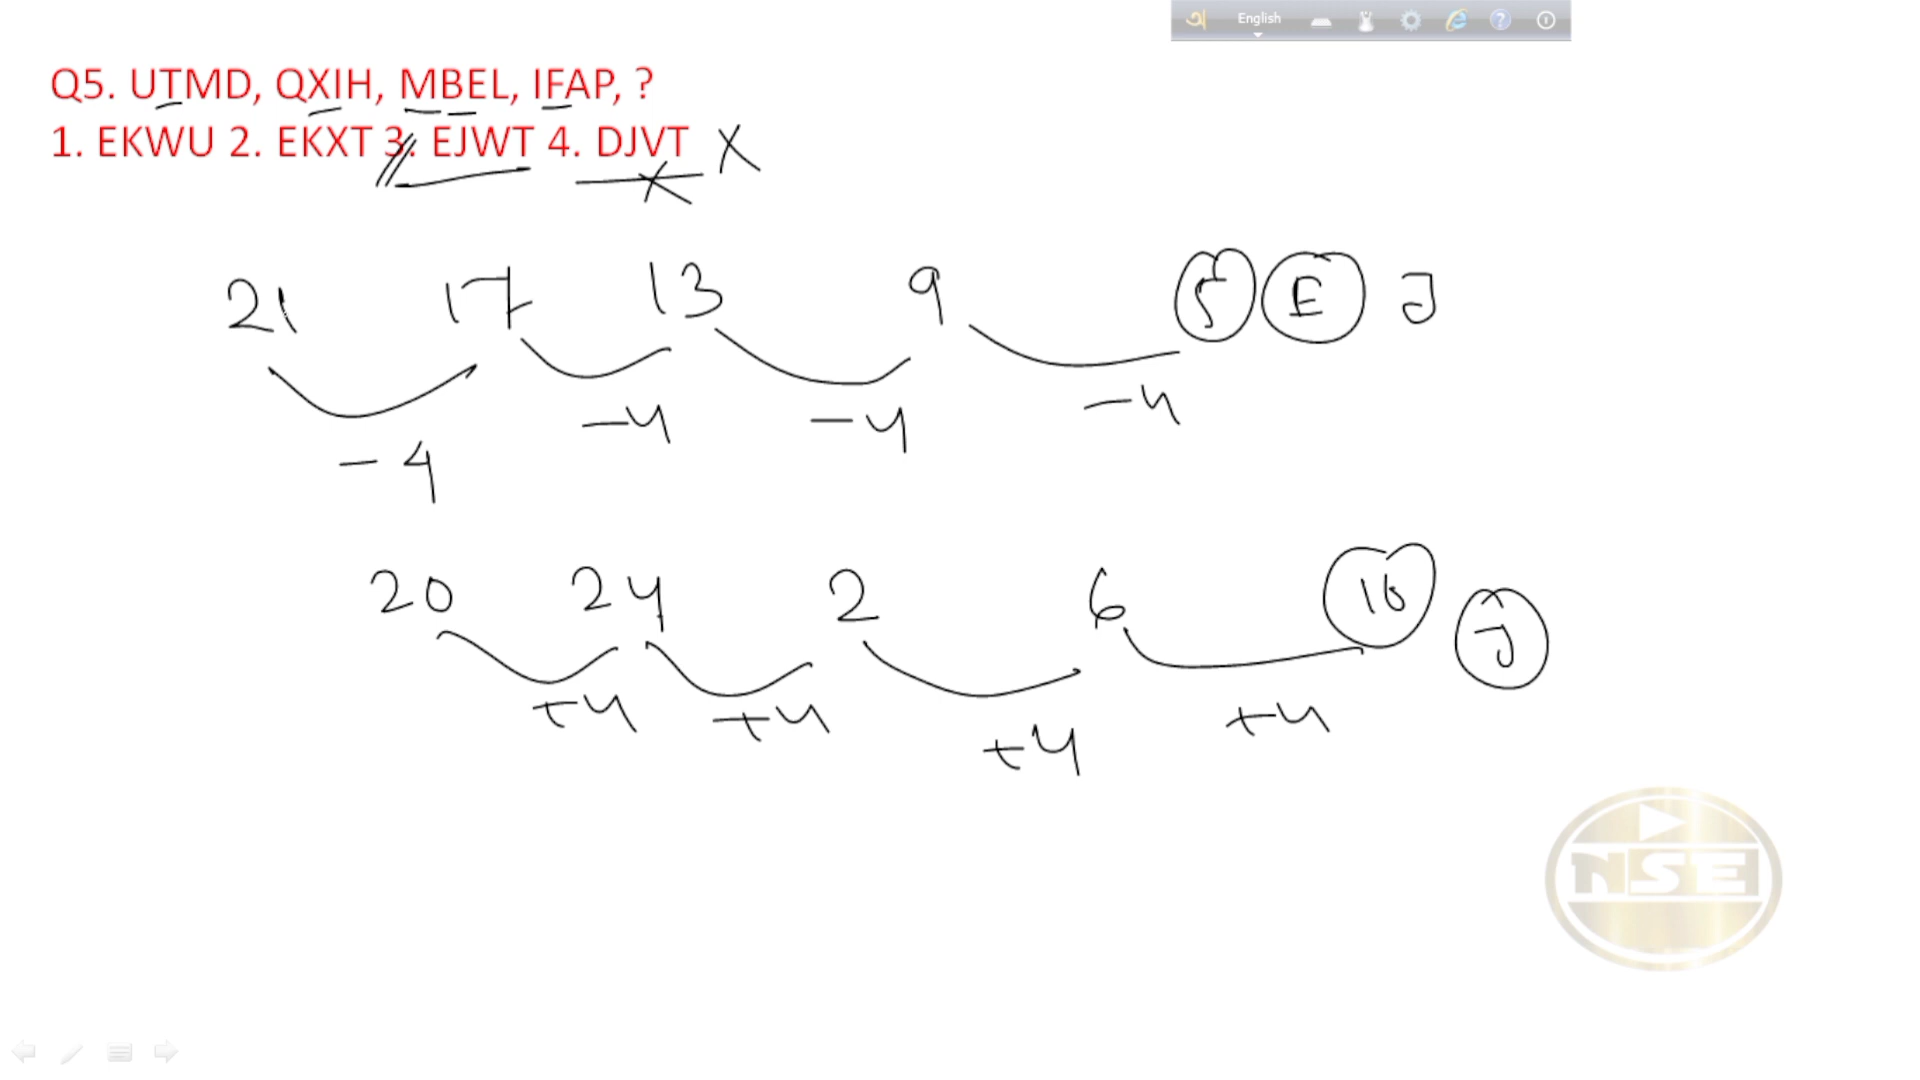 English
Q5. UTMD, QXIH, MBEL, IFAP, ?
1. EKWU 2. EKXT 3. EJWT 4. DJVT X
21 17 13 9 5 E J
-4 -4 -4 -4
20 24 2 6 10 J
+4 +4 +4 +4
NSE